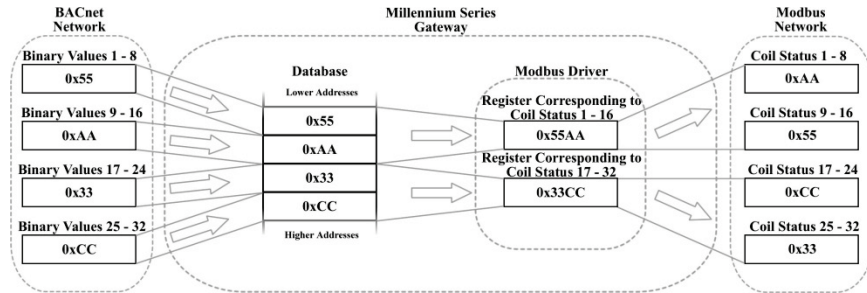 BACnet
Network
Millennium Series
Gateway
Modbus
Network
Binary Values 1 - 8
0x55
Binary Values 9 - 16
0xAA
Binary Values 17 - 24
0x33
Binary Values 25 - 32
0xCC
Database
Lower Addresses
0x55
0xAA
0x33
0xCC
Higher Addresses
Modbus Driver
Register Corresponding to
Coil Status 1 - 16
0x55AA
Register Corresponding to
Coil Status 17 - 32
0x33CC
Coil Status 1 - 8
0xAA
Coil Status 9 - 16
0x55
Coil Status 17 - 24
0xCC
Coil Status 25 - 32
0x33